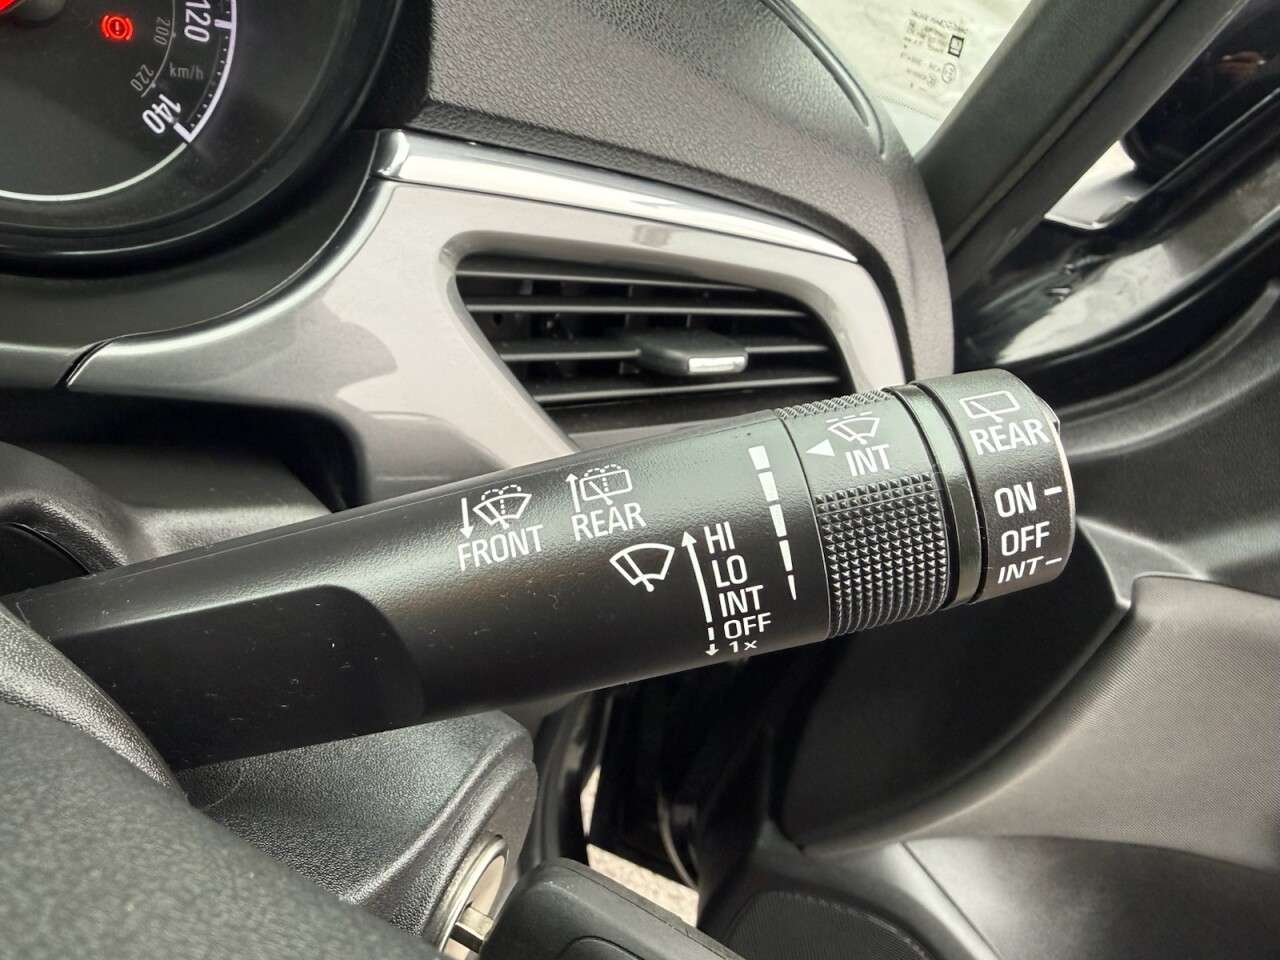 120
200
km/h
220
140
FRONT
REAR
HI
LO
INT
OFF
1x
INT
REAR
ON
OFF
INT